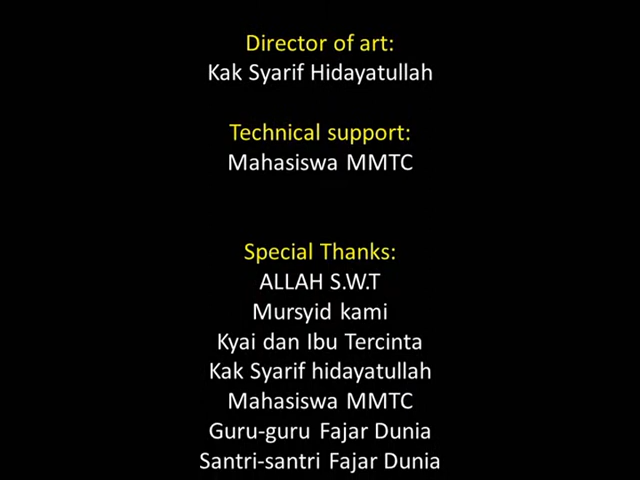 Director of art:
Kak Syarif Hidayatullah
Technical support:
Mahasiswa MMTC
Special Thanks:
ALLAH S.W.T
Mursyid kami
Kyai dan Ibu Tercinta
Kak Syarif hidayatullah
Mahasiswa MMTC
Guru-guru Fajar Dunia
Santri-santri Fajar Dunia